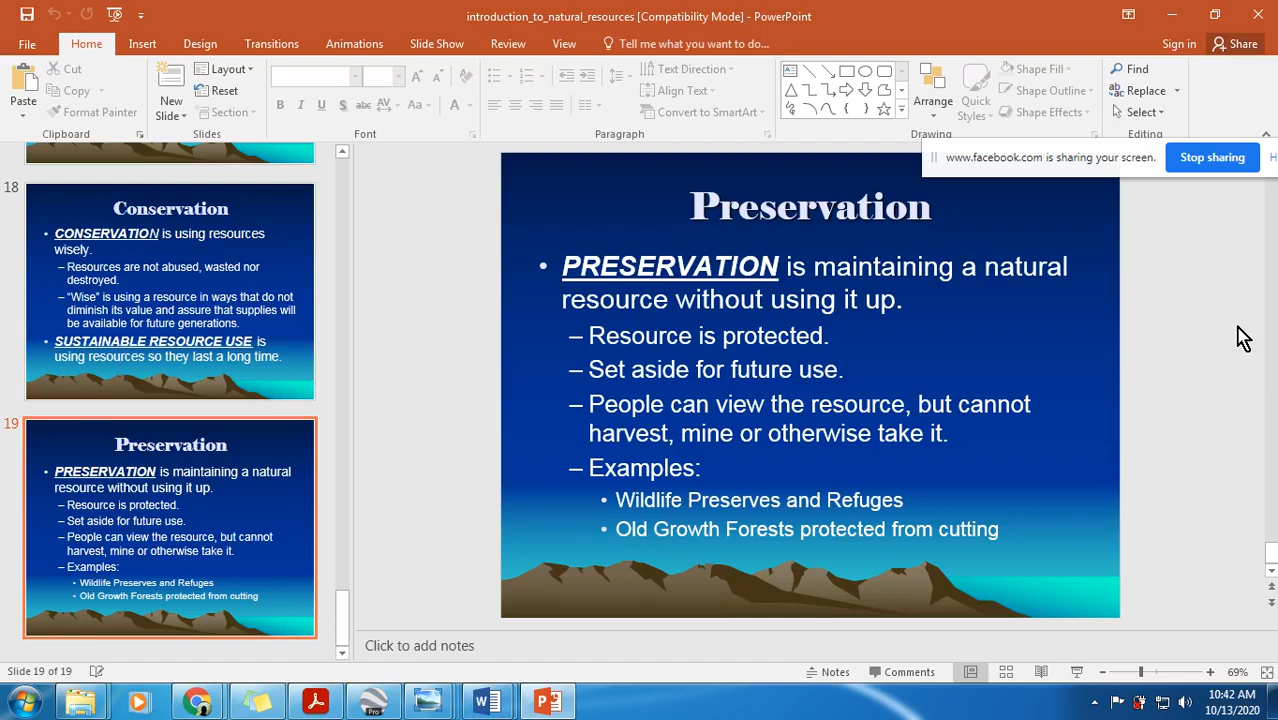 introduction_to_natural_resources [Compatibility Mode] - PowerPoint
File Home Insert Design Transitions Animations Slide Show Review View Tell me what you want to do... Sign in Share
Paste
Cut
Copy
Format Painter
Clipboard
New Slide
Layout
Reset
Section
Slides
B I U S abc AV Aa A
Font
Paragraph
Text Direction
Align Text
Convert to SmartArt
Arrange
Quick Styles
Shape Fill
Shape Outline
Shape Effects
Drawing
Find
Replace
Select
Editing
www.facebook.com is sharing your screen. Stop sharing H
18
Conservation
• CONSERVATION is using resources
wisely.
– Resources are not abused, wasted nor
destroyed.
– “Wise” is using a resource in ways that do not
diminish its value and assure that supplies will
be available for future generations.
• SUSTAINABLE RESOURCE USE is
using resources so they last a long time.
19
Preservation
• PRESERVATION is maintaining a natural
resource without using it up.
– Resource is protected.
– Set aside for future use.
– People can view the resource, but cannot
harvest, mine or otherwise take it.
– Examples:
• Wildlife Preserves and Refuges
• Old Growth Forests protected from cutting
Preservation
• PRESERVATION is maintaining a natural
resource without using it up.
– Resource is protected.
– Set aside for future use.
– People can view the resource, but cannot
harvest, mine or otherwise take it.
– Examples:
• Wildlife Preserves and Refuges
• Old Growth Forests protected from cutting
Click to add notes
Slide 19 of 19 Notes Comments 69%
Pro
10:42 AM
10/13/2020